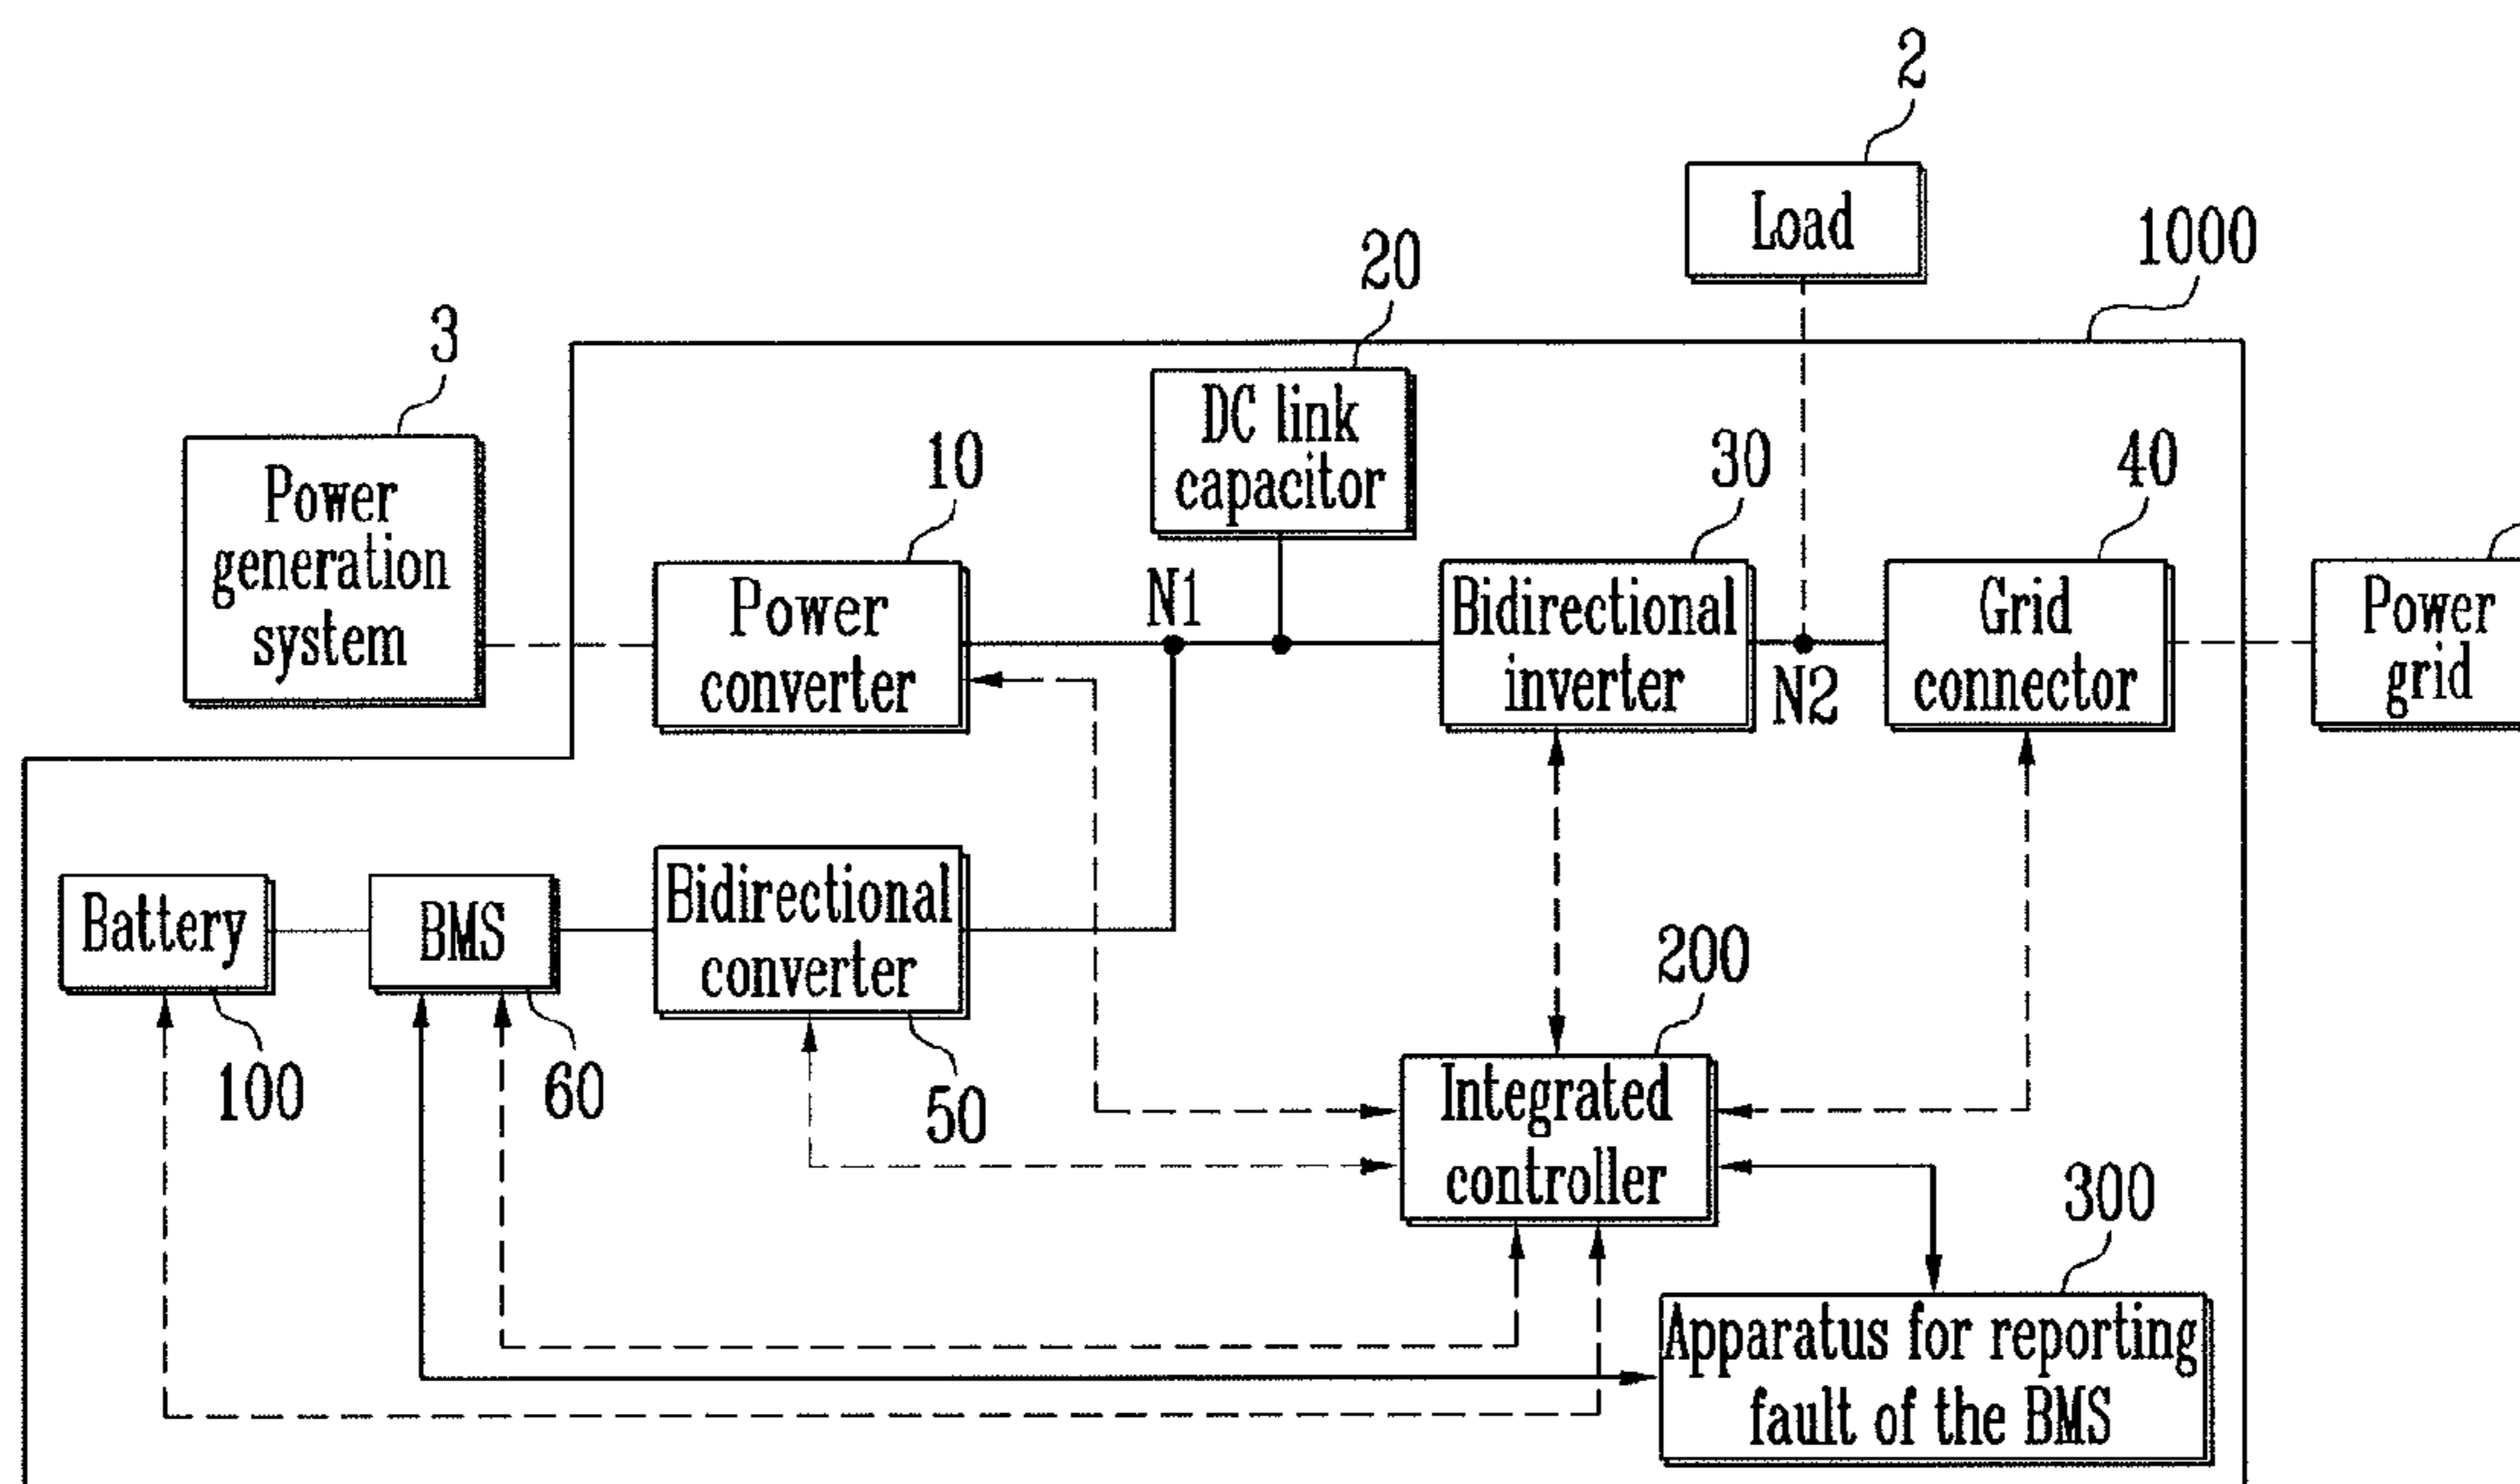 2
Load
1000
20
3
DC link
capacitor
10
30
40
Power
generation
system
Power
converter
N1
Bidirectional
inverter
N2
Grid
connector
Power
grid
Battery
BMS
Bidirectional
converter
200
100
60
50
Integrated
controller
300
Apparatus for reporting
fault of the BMS